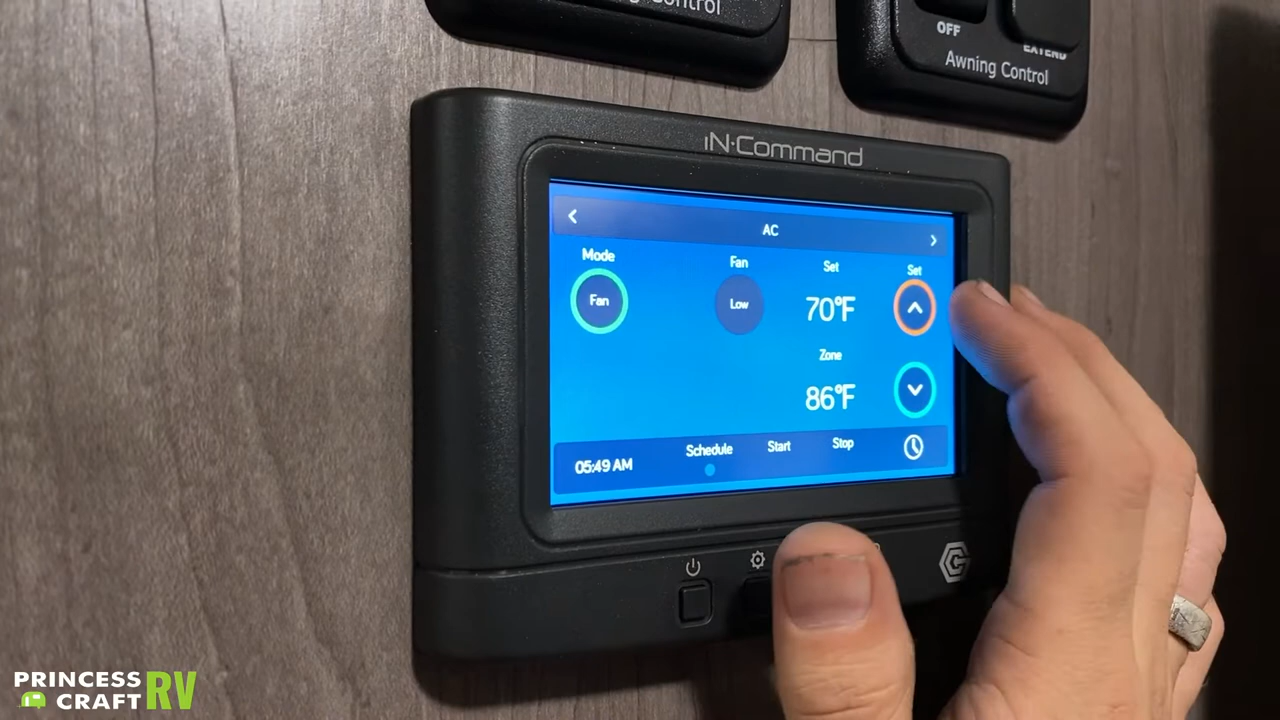 Control
OFF
EXTEND
Awning Control
iN·Command
AC
Mode
Fan
Set
Set
Fan
Low
70°F
Zone
86°F
05:49 AM
Schedule
Start
Stop
PRINCESS
CRAFT RV